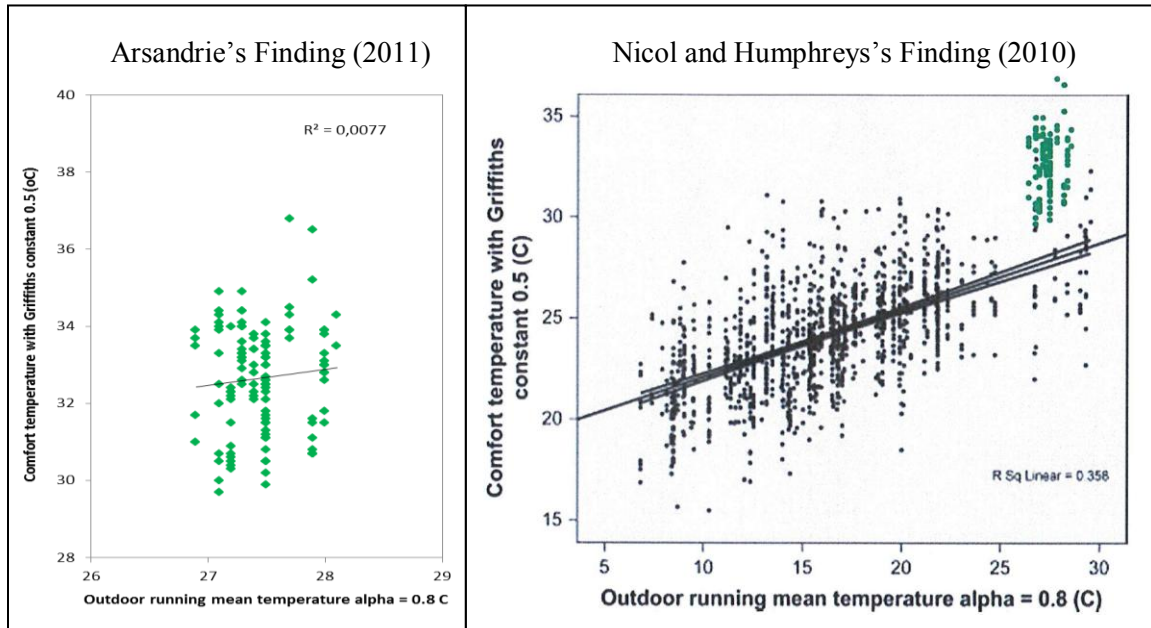 Arsandrie’s Finding (2011)
40
38
36
34
32
30
28
26
27
28
29
R² = 0,0077
Comfort temperature with Griffiths constant 0.5 (oC)
Outdoor running mean temperature alpha = 0.8 C
Nicol and Humphreys’s Finding (2010)
35
30
25
20
15
5
10
15
20
25
30
Comfort temperature with Griffiths
constant 0.5 (C)
R Sq Linear = 0.358
Outdoor running mean temperature alpha = 0.8 (C)